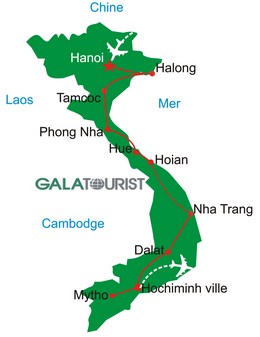 Chine
Hanoi
Halong
Laos
Tamcoc
Mer
Phong Nha
Hue
Hoian
GALATOURIST
Nha Trang
Cambodge
Dalat
Mytho
Hochiminh ville